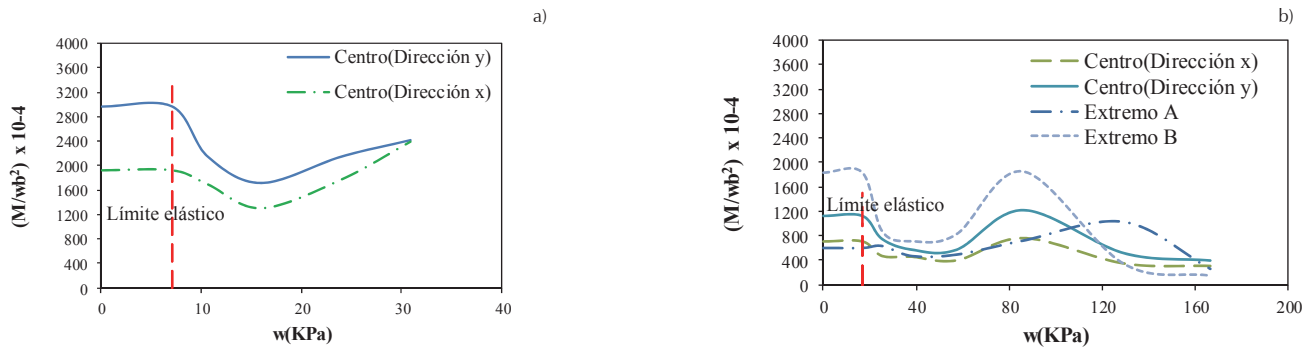 a)
4000
3600
3200
2800
2400
2000
1600
1200
800
400
0
(M/wb²) x 10-4
Centro(Dirección y)
Centro(Dirección x)
Límite elástico
0 10 20 30 40
w(KPa)
b)
4000
3600
3200
2800
2400
2000
1600
1200
800
400
0
(M/wb²) x 10-4
Centro(Dirección x)
Centro(Dirección y)
Extremo A
Extremo B
Límite elástico
0 40 80 120 160 200
w(KPa)